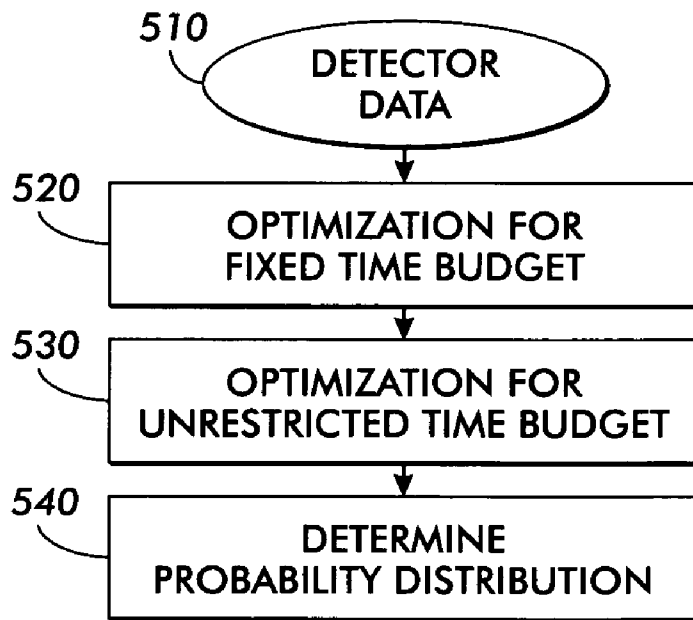 510
DETECTOR
DATA
520
OPTIMIZATION FOR
FIXED TIME BUDGET
530
OPTIMIZATION FOR
UNRESTRICTED TIME BUDGET
540
DETERMINE
PROBABILITY DISTRIBUTION